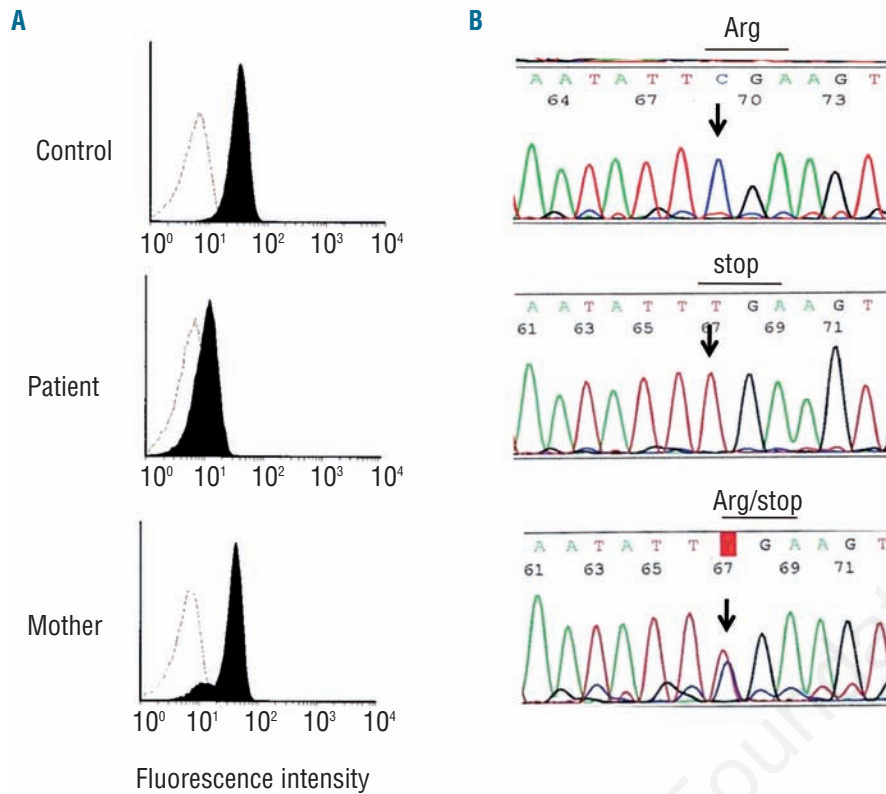 A
Control
10⁰ 10¹ 10² 10³ 10⁴
Patient
10⁰ 10¹ 10² 10³ 10⁴
Mother
10⁰ 10¹ 10² 10³ 10⁴
Fluorescence intensity
B
Arg
A A T A T T C G A A G T
64 67 70 73
stop
A A T A T T T G A A G T
61 63 65 67 69 71
Arg/stop
A A T A T T Y G A A G T
61 63 65 67 69 71